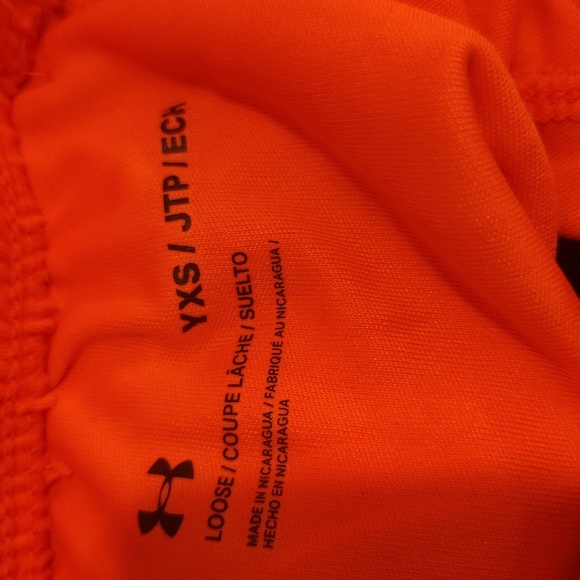 YXS / JTP / ECH
LOOSE / COUPE LÂCHE / SUELTO
MADE IN NICARAGUA / FABRIQUÉ AU NICARAGUA /
HECHO EN NICARAGUA